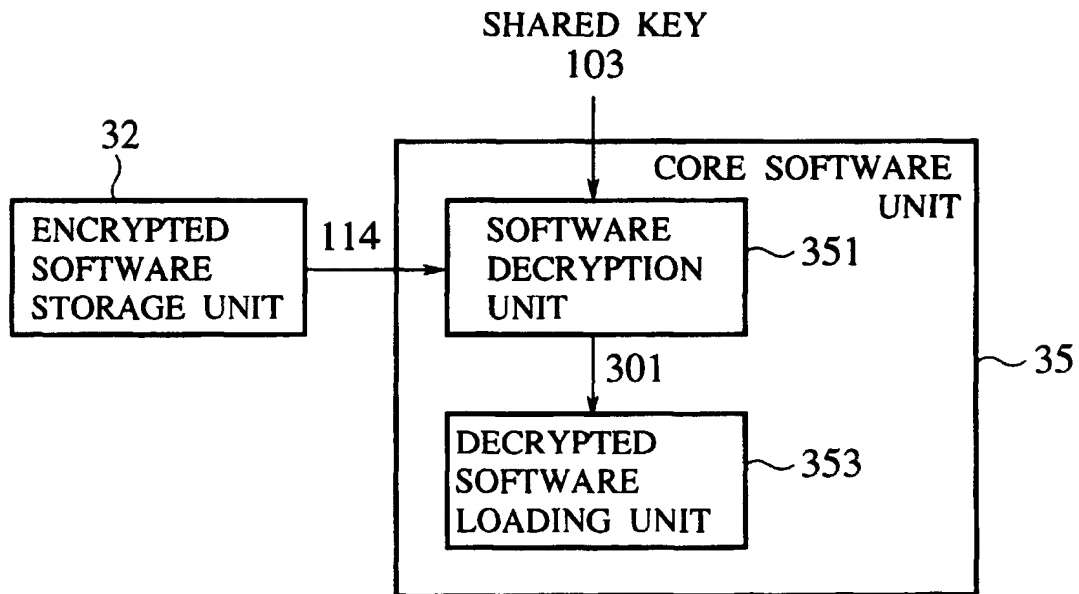 SHARED KEY
103
32
CORE SOFTWARE
UNIT
ENCRYPTED
SOFTWARE
STORAGE UNIT
114
SOFTWARE
DECRYPTION
UNIT
351
301
35
DECRYPTED
SOFTWARE
LOADING UNIT
353